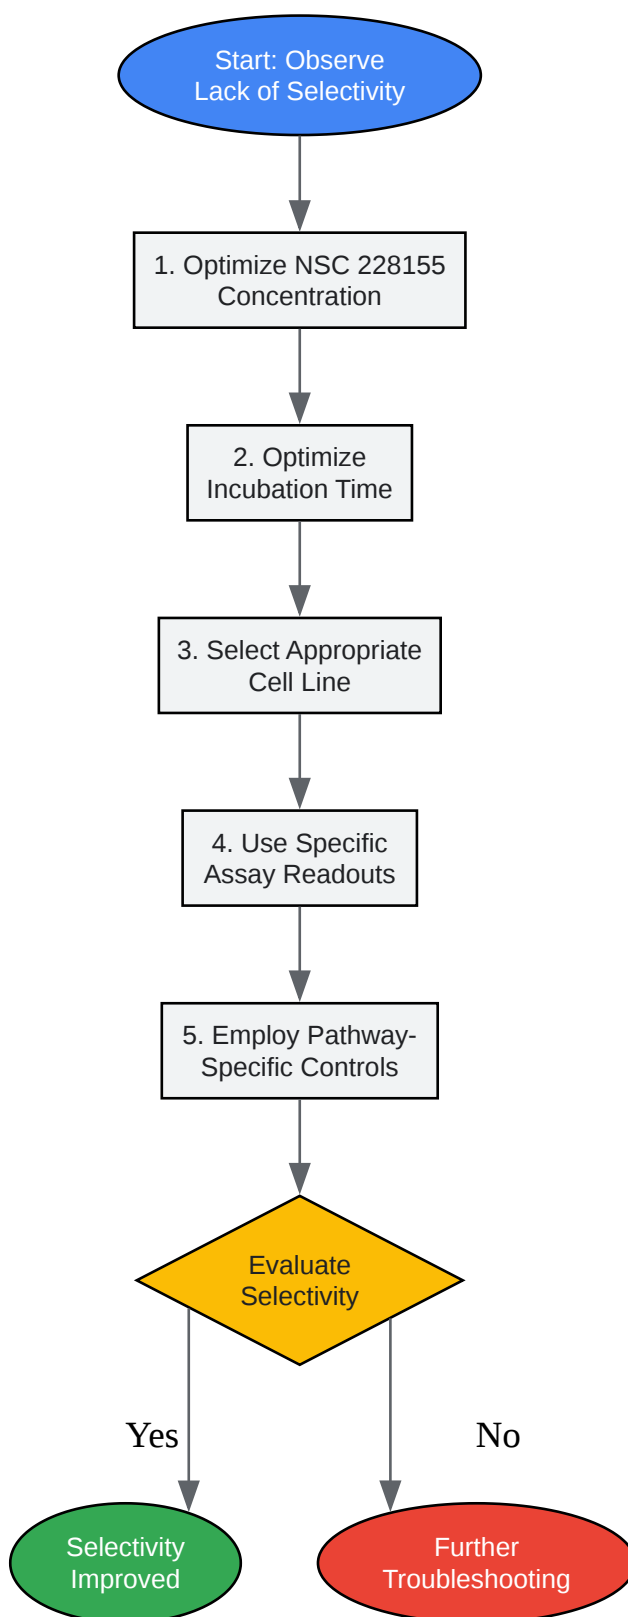 Start: Observe
Lack of Selectivity
1. Optimize NSC 228155
Concentration
2. Optimize
Incubation Time
3. Select Appropriate
Cell Line
4. Use Specific
Assay Readouts
5. Employ Pathway-
Specific Controls
Evaluate
Selectivity
Yes
No
Selectivity
Improved
Further
Troubleshooting